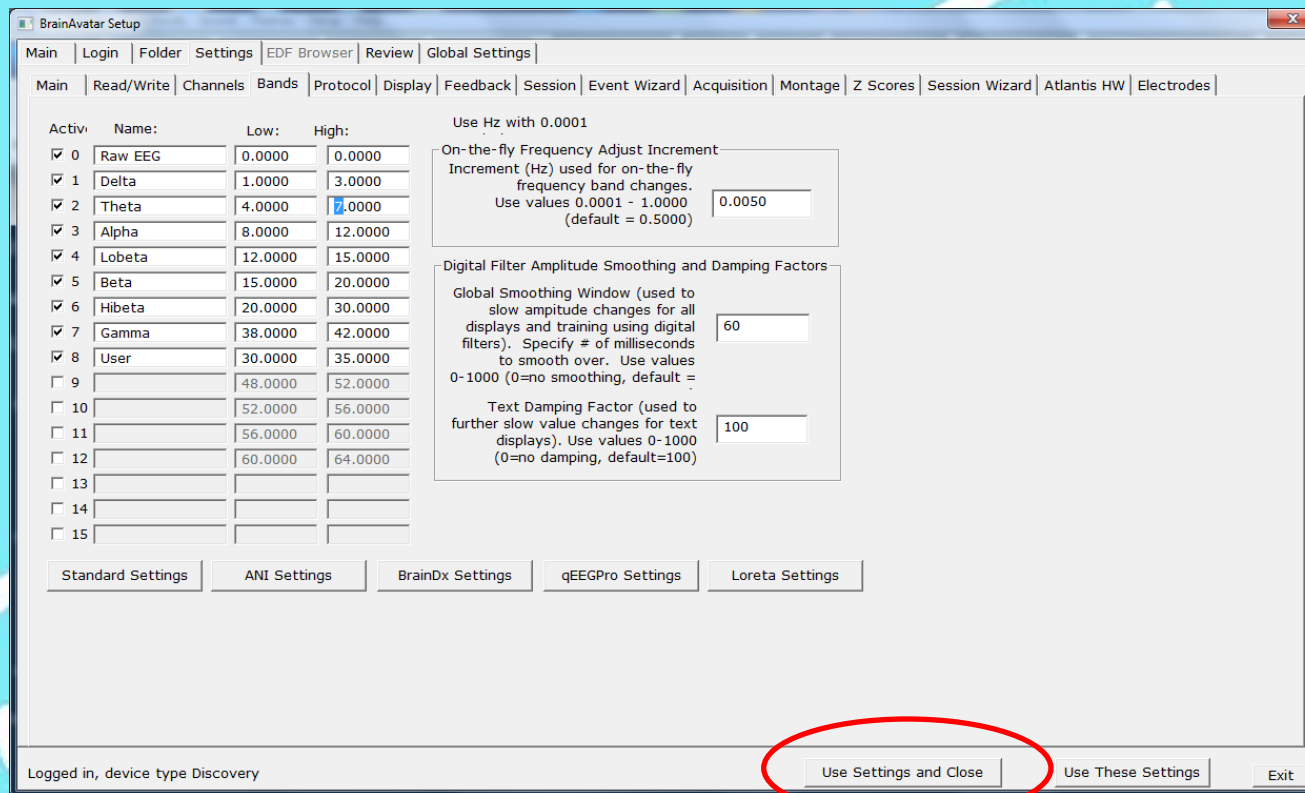 BrainAvatar Setup
Main Login Folder Settings EDF Browser Review Global Settings
Main Read/Write Channels Bands Protocol Display Feedback Session Event Wizard Acquisition Montage Z Scores Session Wizard Atlantis HW Electrodes
Activ Name: Low: High:
0 Raw EEG 0.0000 0.0000
1 Delta 1.0000 3.0000
2 Theta 4.0000 7.0000
3 Alpha 8.0000 12.0000
4 Lobeta 12.0000 15.0000
5 Beta 15.0000 20.0000
6 Hibeta 20.0000 30.0000
7 Gamma 38.0000 42.0000
8 User 30.0000 35.0000
9 48.0000 52.0000
10 52.0000 56.0000
11 56.0000 60.0000
12 60.0000 64.0000
13
14
15
Use Hz with 0.0001
On-the-fly Frequency Adjust Increment
Increment (Hz) used for on-the-fly
frequency band changes.
Use values 0.0001 - 1.0000
(default = 0.5000)
0.0050
Digital Filter Amplitude Smoothing and Damping Factors
Global Smoothing Window (used to
slow ampitude changes for all
displays and training using digital
filters). Specify # of milliseconds
to smooth over. Use values
0-1000 (0=no smoothing, default =
60
Text Damping Factor (used to
further slow value changes for text
displays). Use values 0-1000
(0=no damping, default=100)
100
Standard Settings ANI Settings BrainDx Settings qEEGPro Settings Loreta Settings
Logged in, device type Discovery
Use Settings and Close Use These Settings Exit